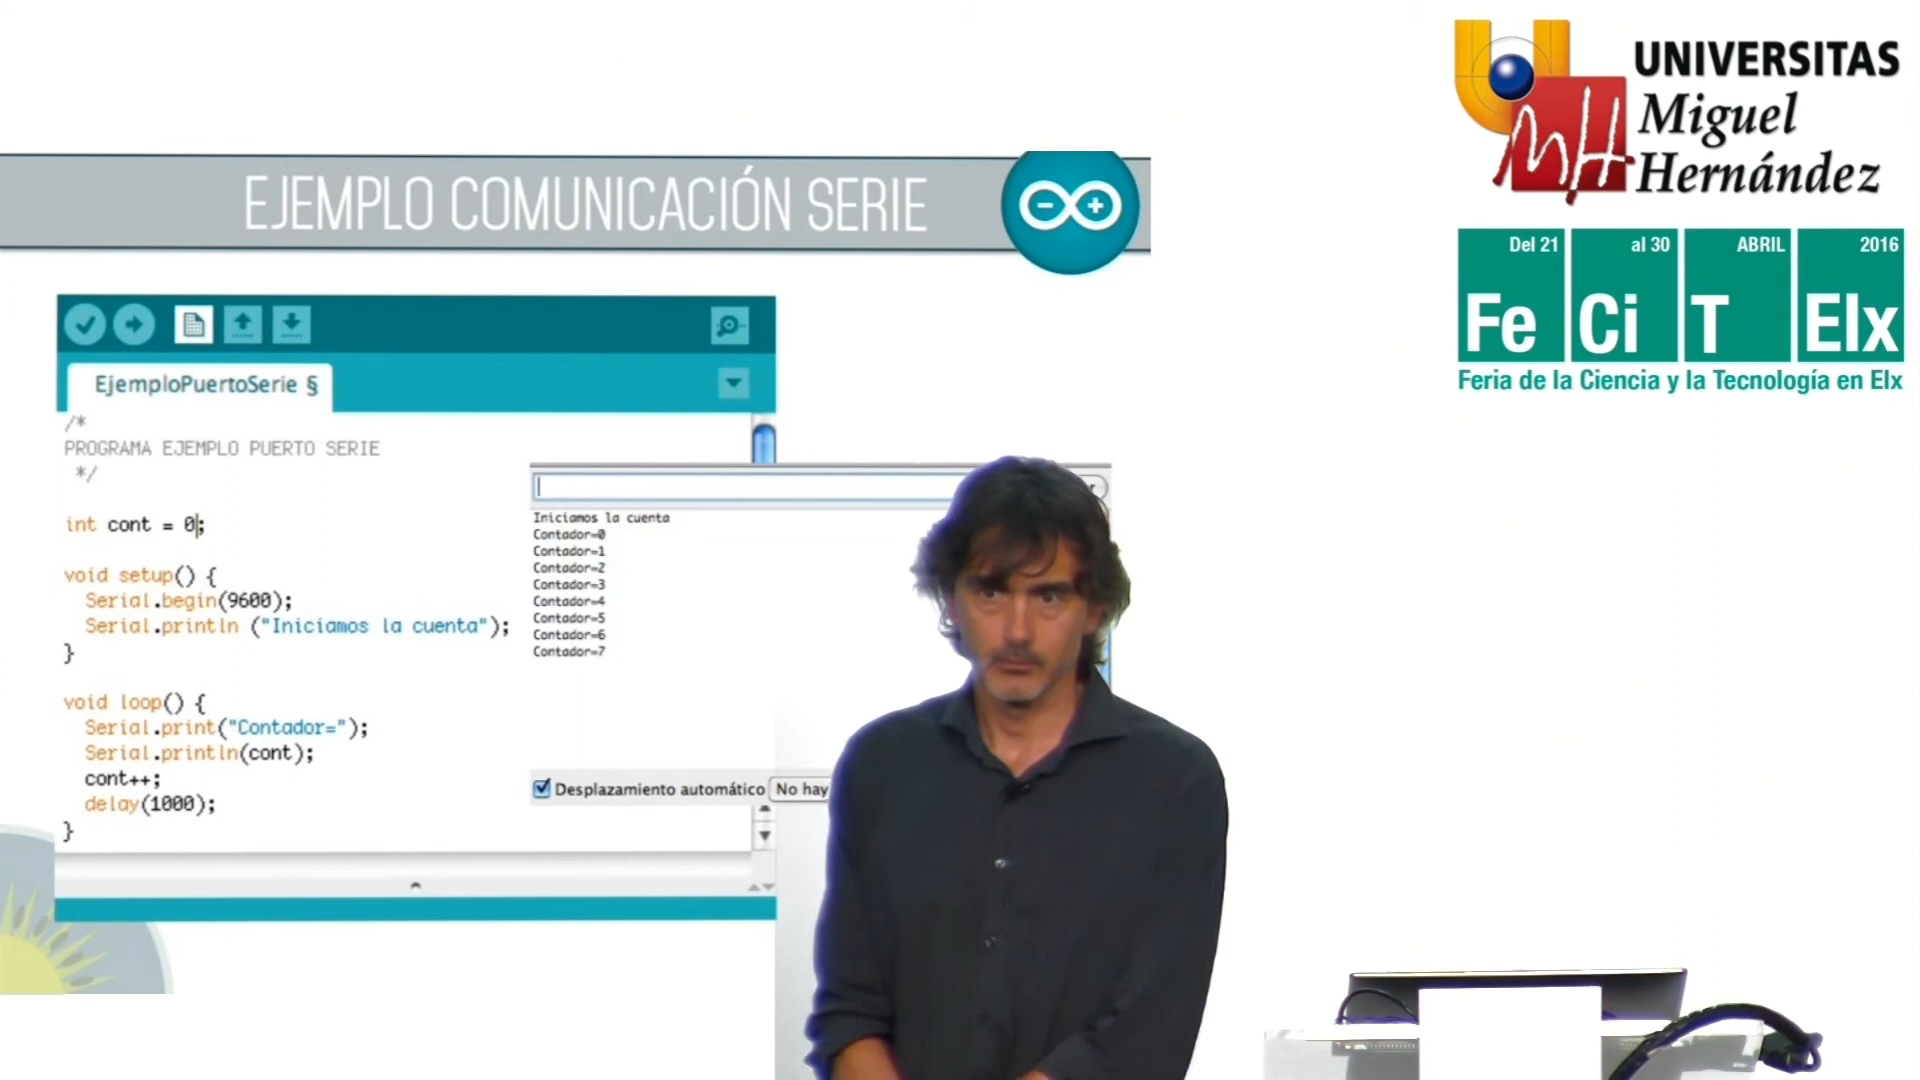 EJEMPLO COMUNICACIÓN SERIE
EjemploPuertoSerie §
/*
PROGRAMA EJEMPLO PUERTO SERIE
*/
int cont = 0;
void setup() {
Serial.begin(9600);
Serial.println ("Iniciamos la cuenta");
}
void loop() {
Serial.print("Contador=");
Serial.println(cont);
cont++;
delay(1000);
}
Iniciamos la cuenta
Contador=0
Contador=1
Contador=2
Contador=3
Contador=4
Contador=5
Contador=6
Contador=7
Desplazamiento automático
No hay
UNIVERSITAS
Miguel
Hernández
Del 21 al 30 ABRIL 2016
Fe Ci T Elx
Feria de la Ciencia y la Tecnología en Elx